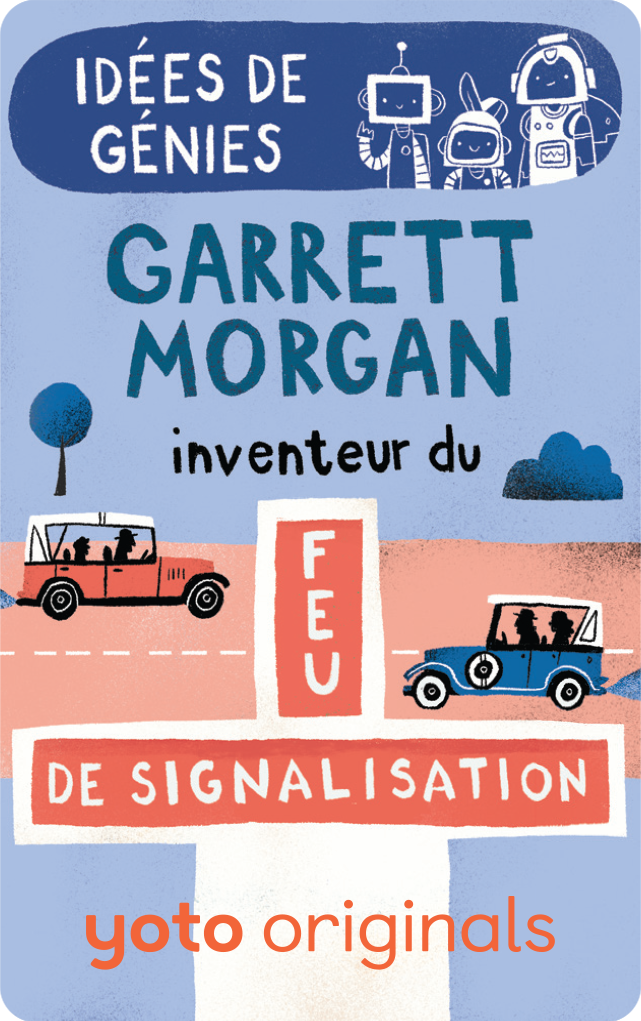 IDÉES DE
GÉNIES
GARRETT
MORGAN
inventeur du
FEU
DE SIGNALISATION
yoto originals